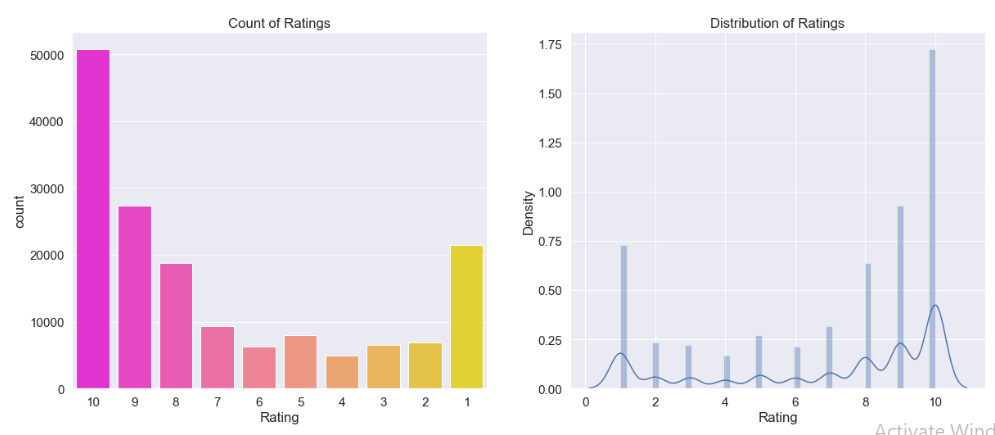 Count of Ratings
50000
40000
30000
20000
10000
0
count
10 9 8 7 6 5 4 3 2 1
Rating
Distribution of Ratings
1.75
1.50
1.25
1.00
0.75
0.50
0.25
0.00
Density
0 2 4 6 8 10
Rating
Activate Wind